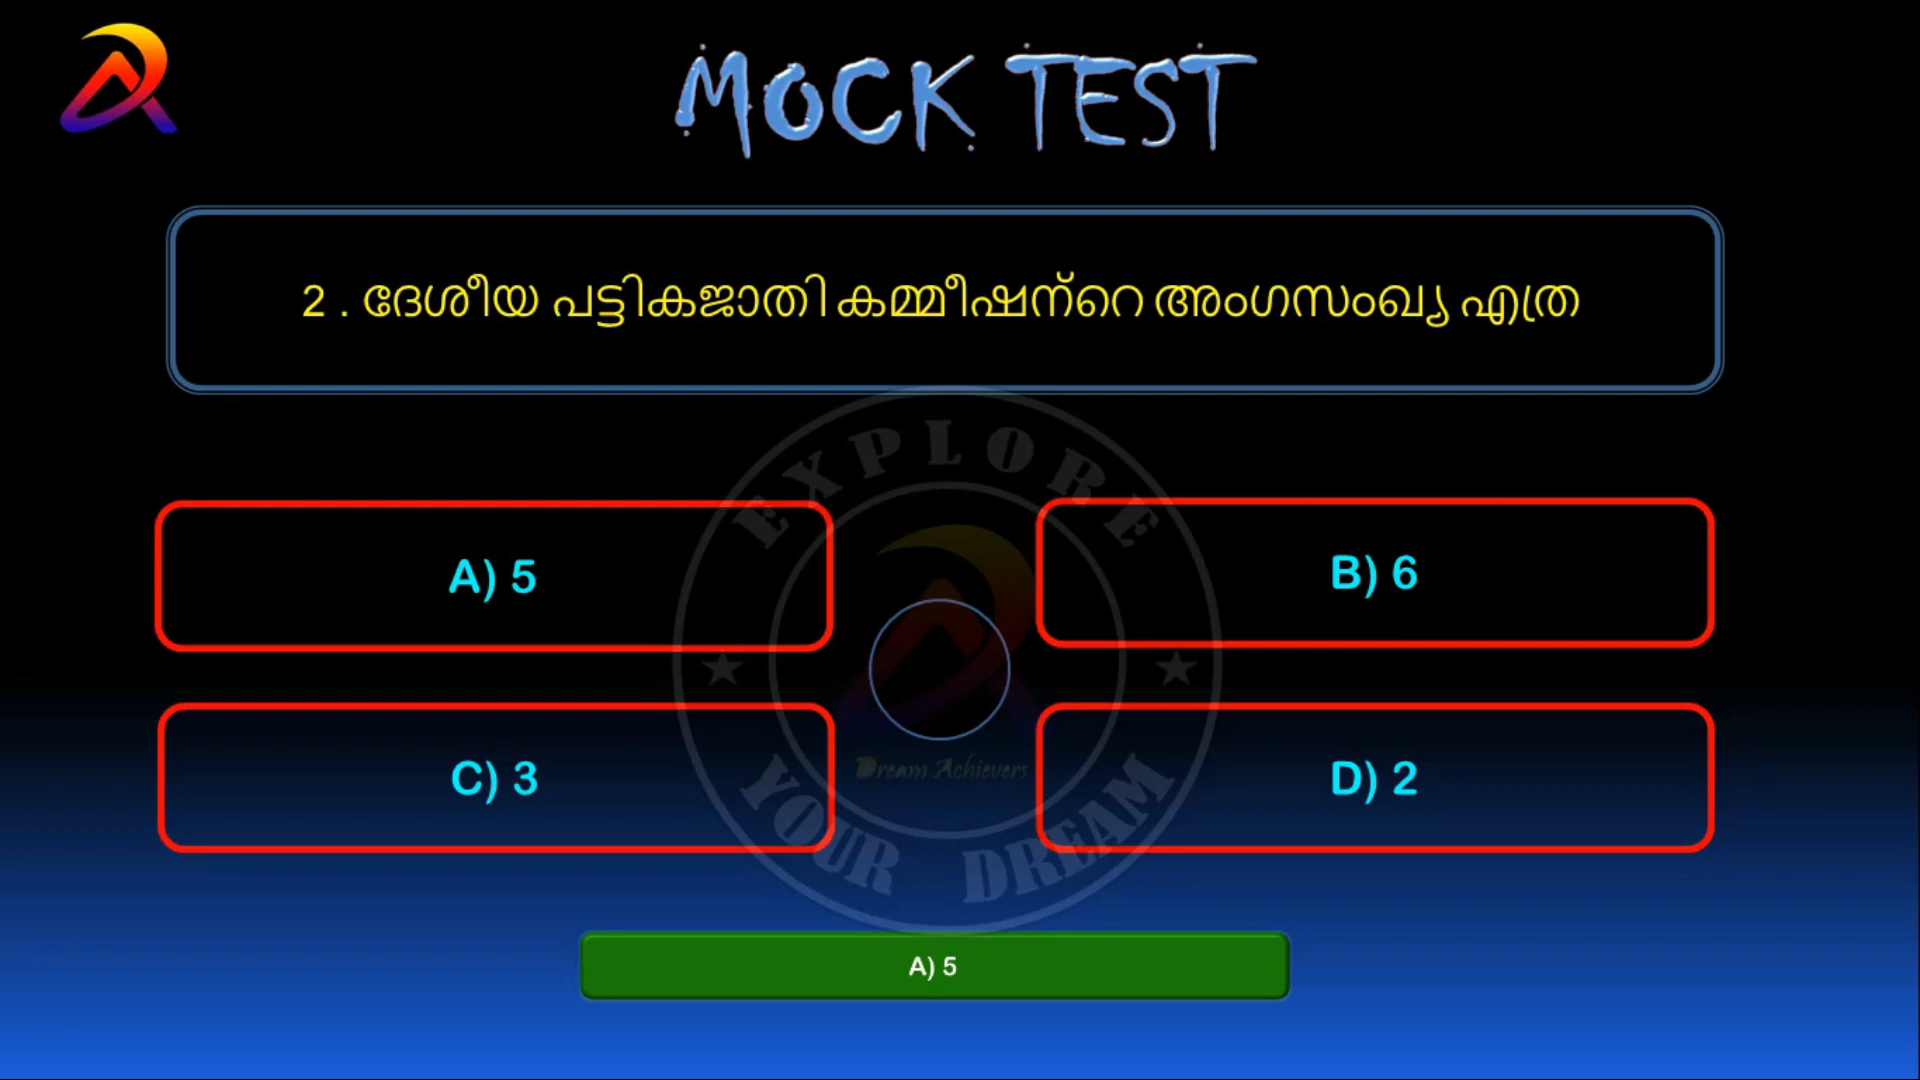 MOCK TEST
2 . ദേശീയ പട്ടികജാതി കമ്മീഷന്റെ അംഗസംഖ്യ എത്ര
EXPLORE
A) 5
B) 6
C) 3
D) 2
Dream Achievers
YOUR DREAM
A) 5